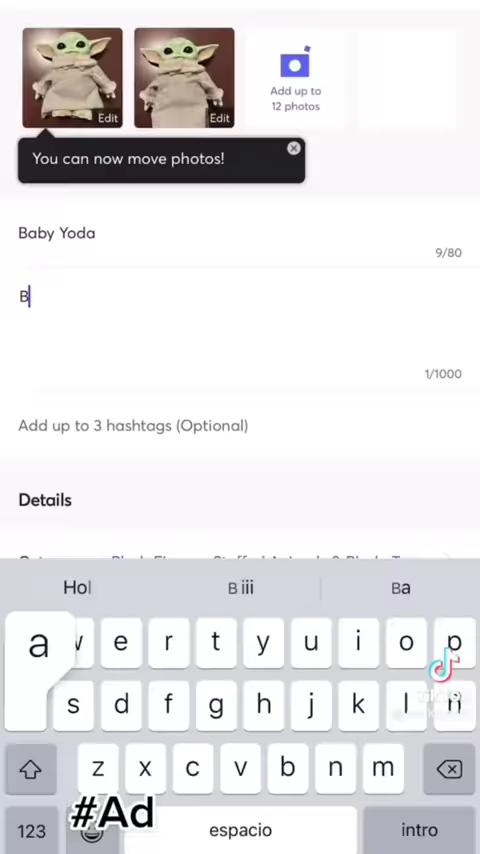 Edit
Edit
Add up to
12 photos
You can now move photos!
Baby Yoda
9/80
B
1/1000
Add up to 3 hashtags (Optional)
Details
Hol
Biii
Ba
a
w e r t y u i o p
s d f g h j k l ñ
z x c v b n m
123
#Ad
espacio
intro